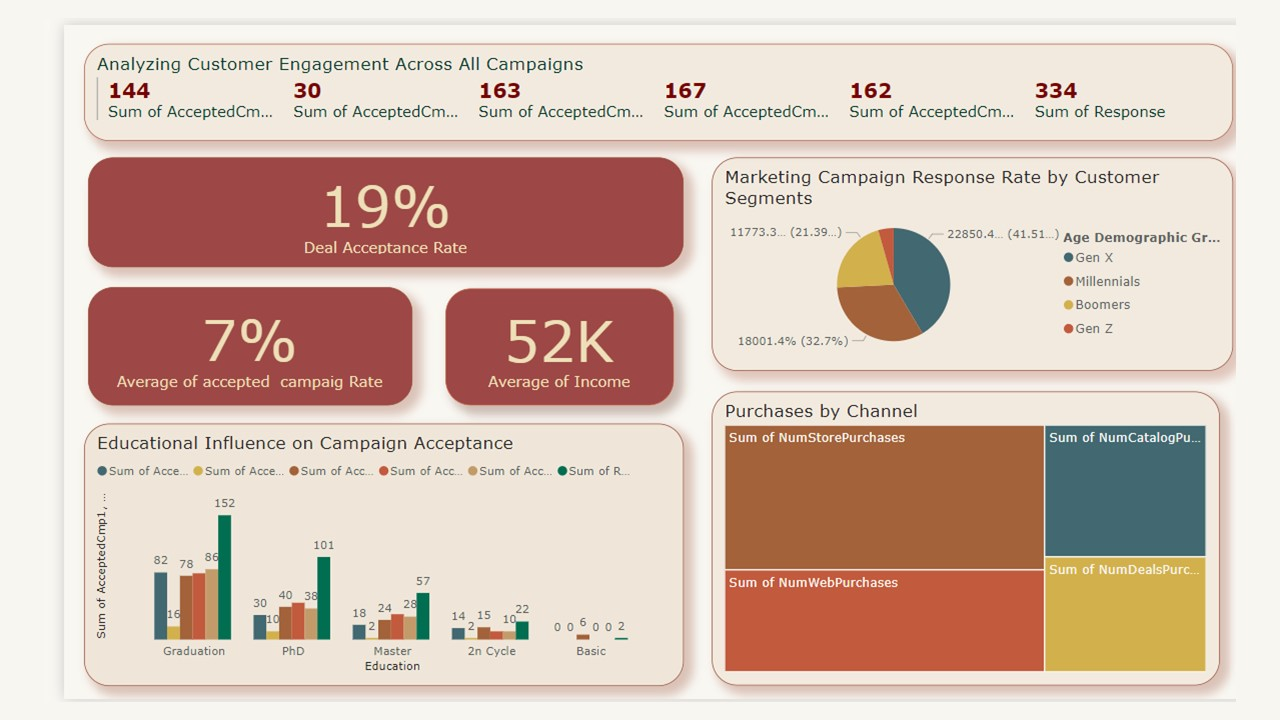 Analyzing Customer Engagement Across All Campaigns
144 30 163 167 162 334
Sum of AcceptedCm... Sum of AcceptedCm... Sum of AcceptedCm... Sum of AcceptedCm... Sum of AcceptedCm... Sum of Response
19%
Deal Acceptance Rate
7%
Average of accepted campaig Rate
52K
Average of Income
Marketing Campaign Response Rate by Customer
Segments
11773.3... (21.39...)
22850.4... (41.51...)
18001.4% (32.7%)
Age Demographic Gr...
Gen X
Millennials
Boomers
Gen Z
Educational Influence on Campaign Acceptance
Sum of Acce... Sum of Acce... Sum of Acc... Sum of Acc... Sum of Acc... Sum of R...
Sum of AcceptedCmp1, ...
82 16 78 86 152
30 10 40 38 101
18 2 24 28 57
14 2 15 10 22
0 0 6 0 0 2
Graduation PhD Master 2n Cycle Basic
Education
Purchases by Channel
Sum of NumStorePurchases
Sum of NumCatalogPu...
Sum of NumWebPurchases
Sum of NumDealsPurc...